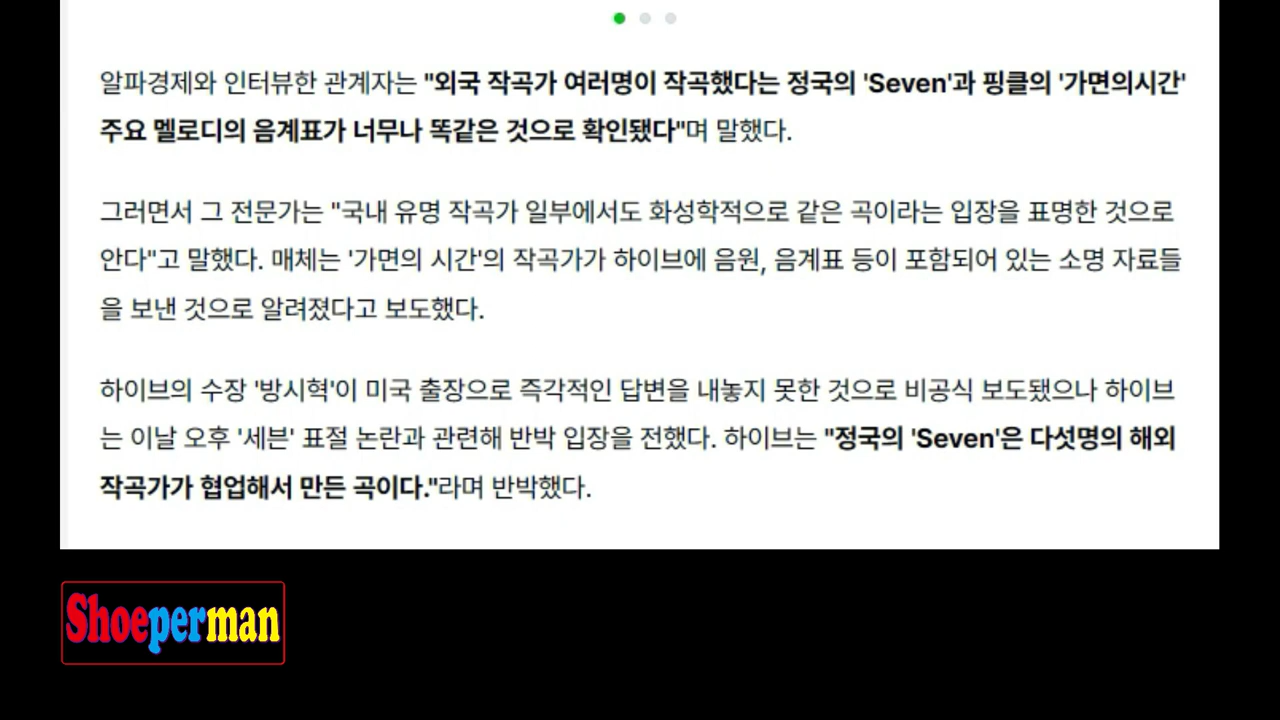 알파경제와 인터뷰한 관계자는 "외국 작곡가 여러명이 작곡했다는 정국의 'Seven'과 핑클의 '가면의시간'
주요 멜로디의 음계표가 너무나 똑같은 것으로 확인됐다"며 말했다.
그러면서 그 전문가는 "국내 유명 작곡가 일부에서도 화성학적으로 같은 곡이라는 입장을 표명한 것으로
안다"고 말했다. 매체는 '가면의 시간'의 작곡가가 하이브에 음원, 음계표 등이 포함되어 있는 소명 자료들
을 보낸 것으로 알려졌다고 보도했다.
하이브의 수장 '방시혁'이 미국 출장으로 즉각적인 답변을 내놓지 못한 것으로 비공식 보도됐으나 하이브
는 이날 오후 '세븐' 표절 논란과 관련해 반박 입장을 전했다. 하이브는 "정국의 'Seven'은 다섯명의 해외
작곡가가 협업해서 만든 곡이다."라며 반박했다.
Shoeperman